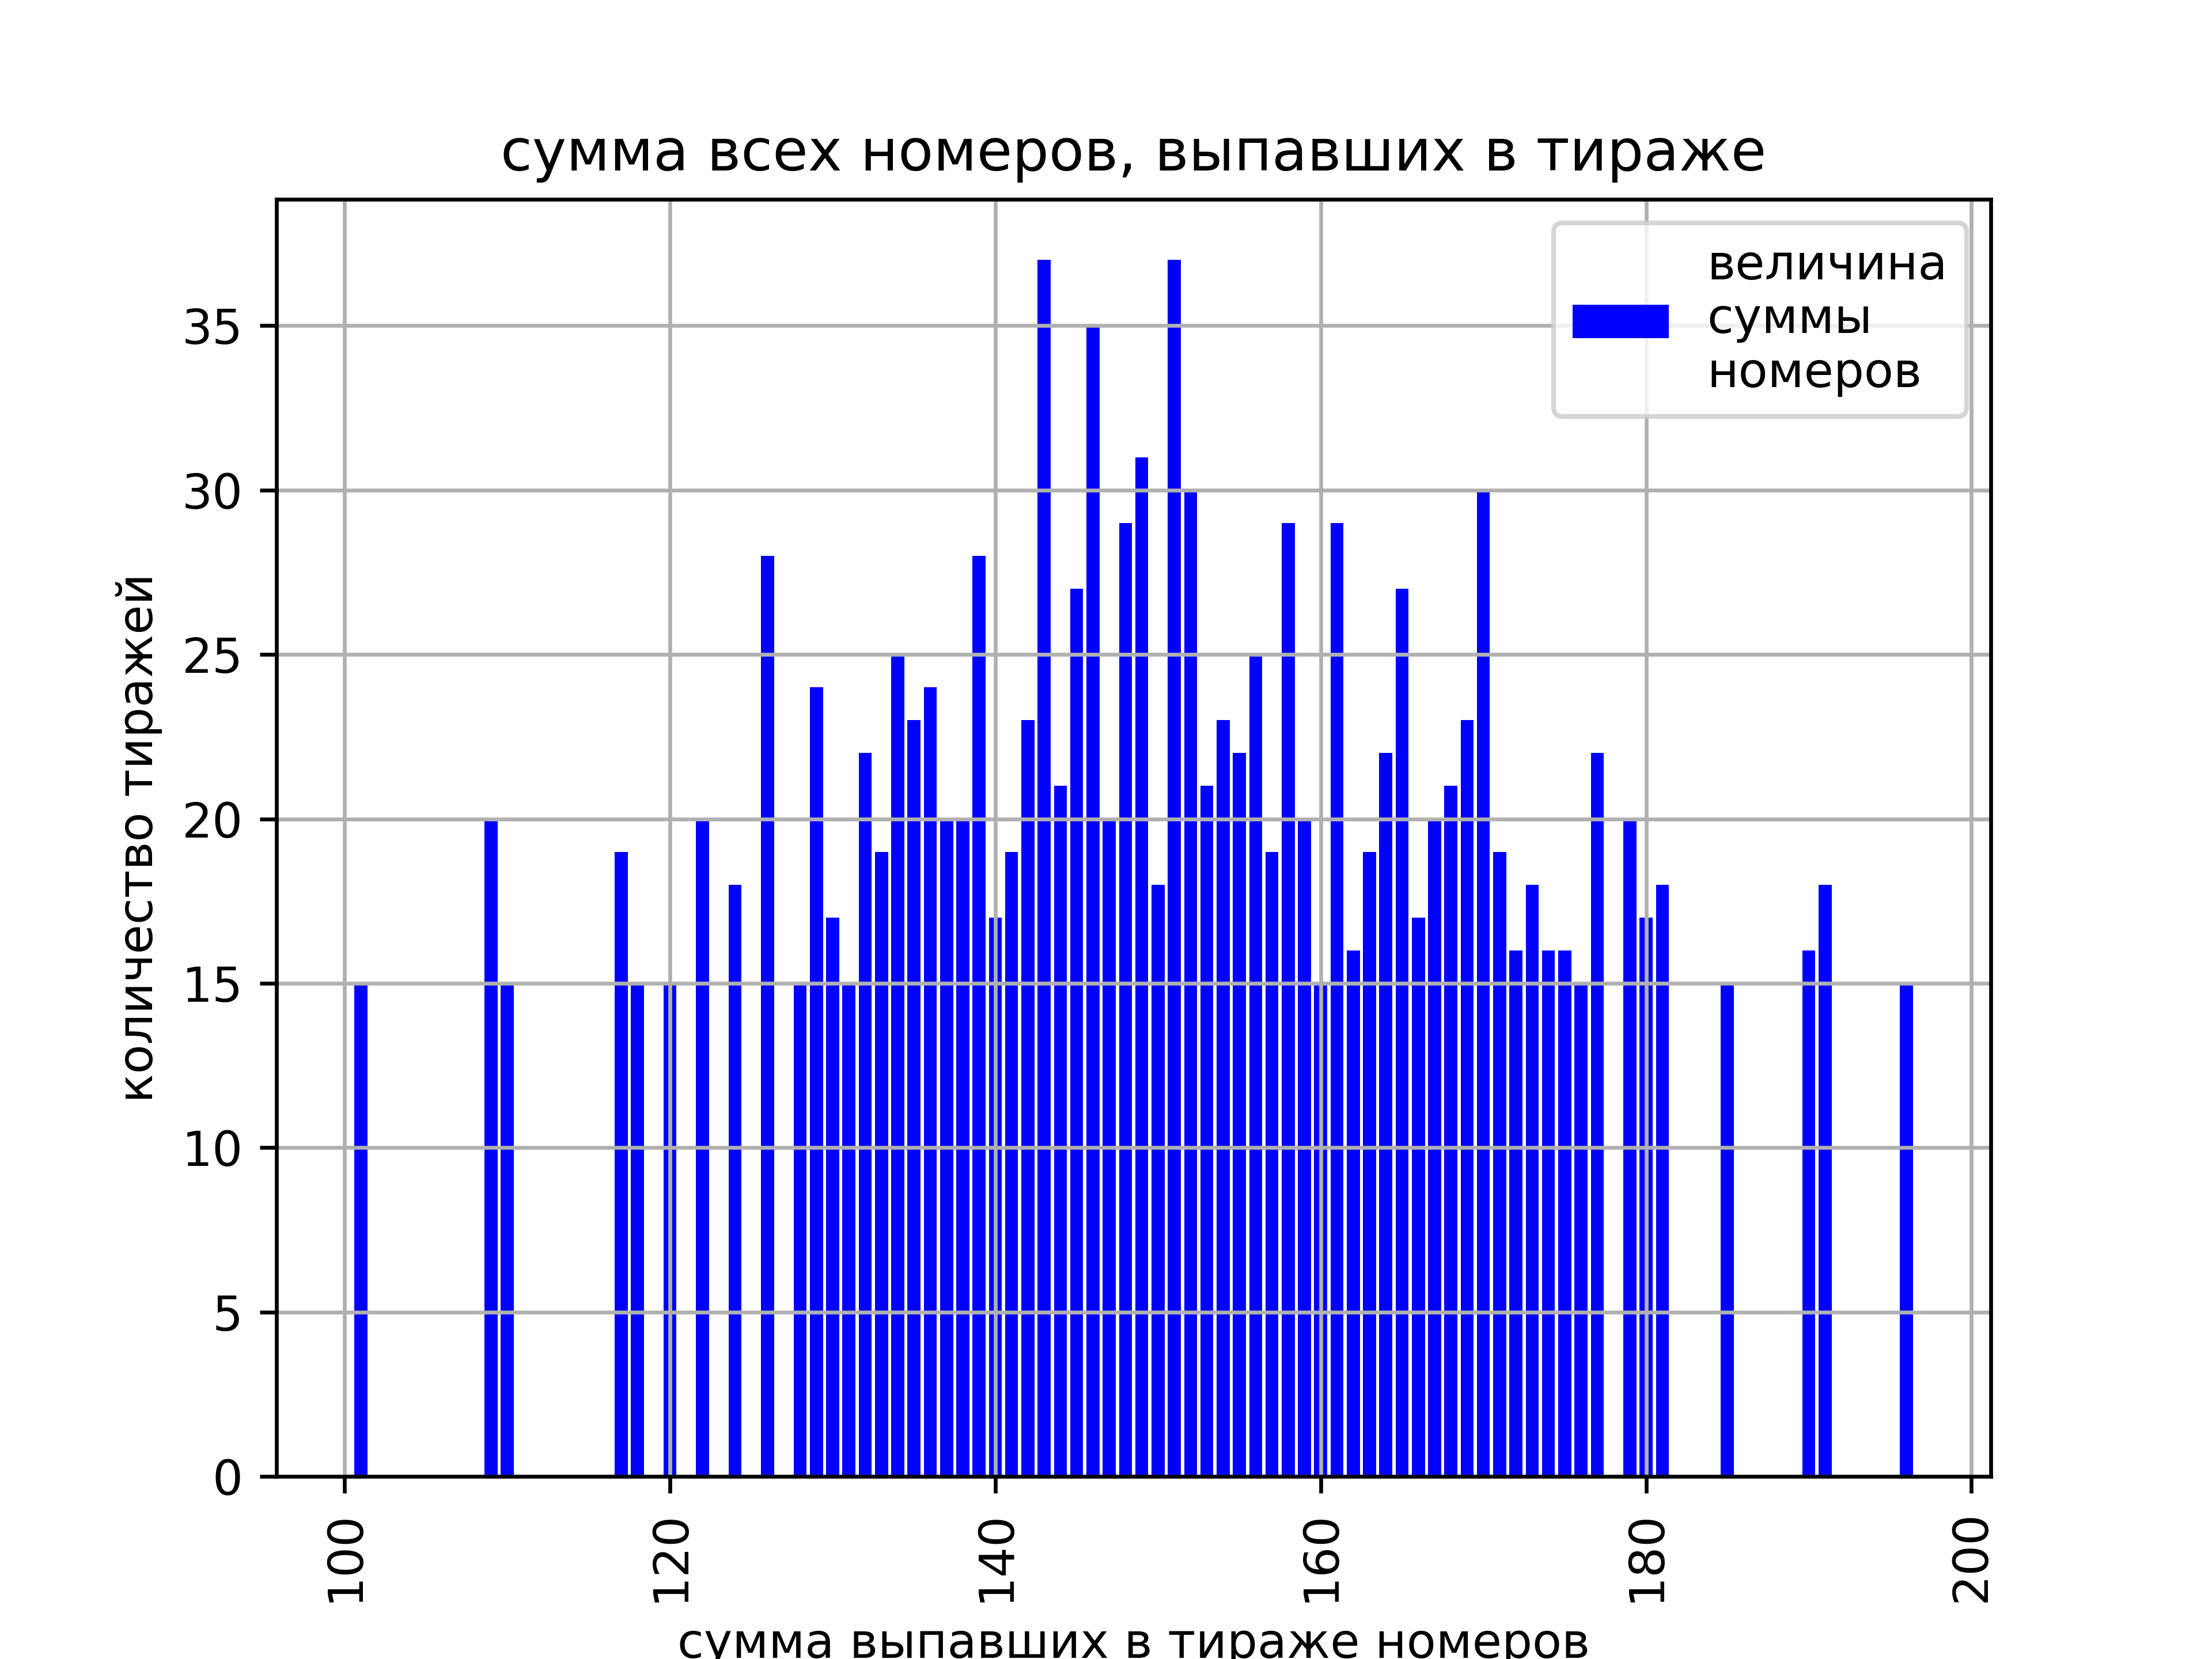 сумма всех номеров, выпавших в тираже
величина
суммы
номеров
количество тиражей
35
30
25
20
15
10
5
0
100
120
140
160
180
200
сумма выпавших в тираже номеров